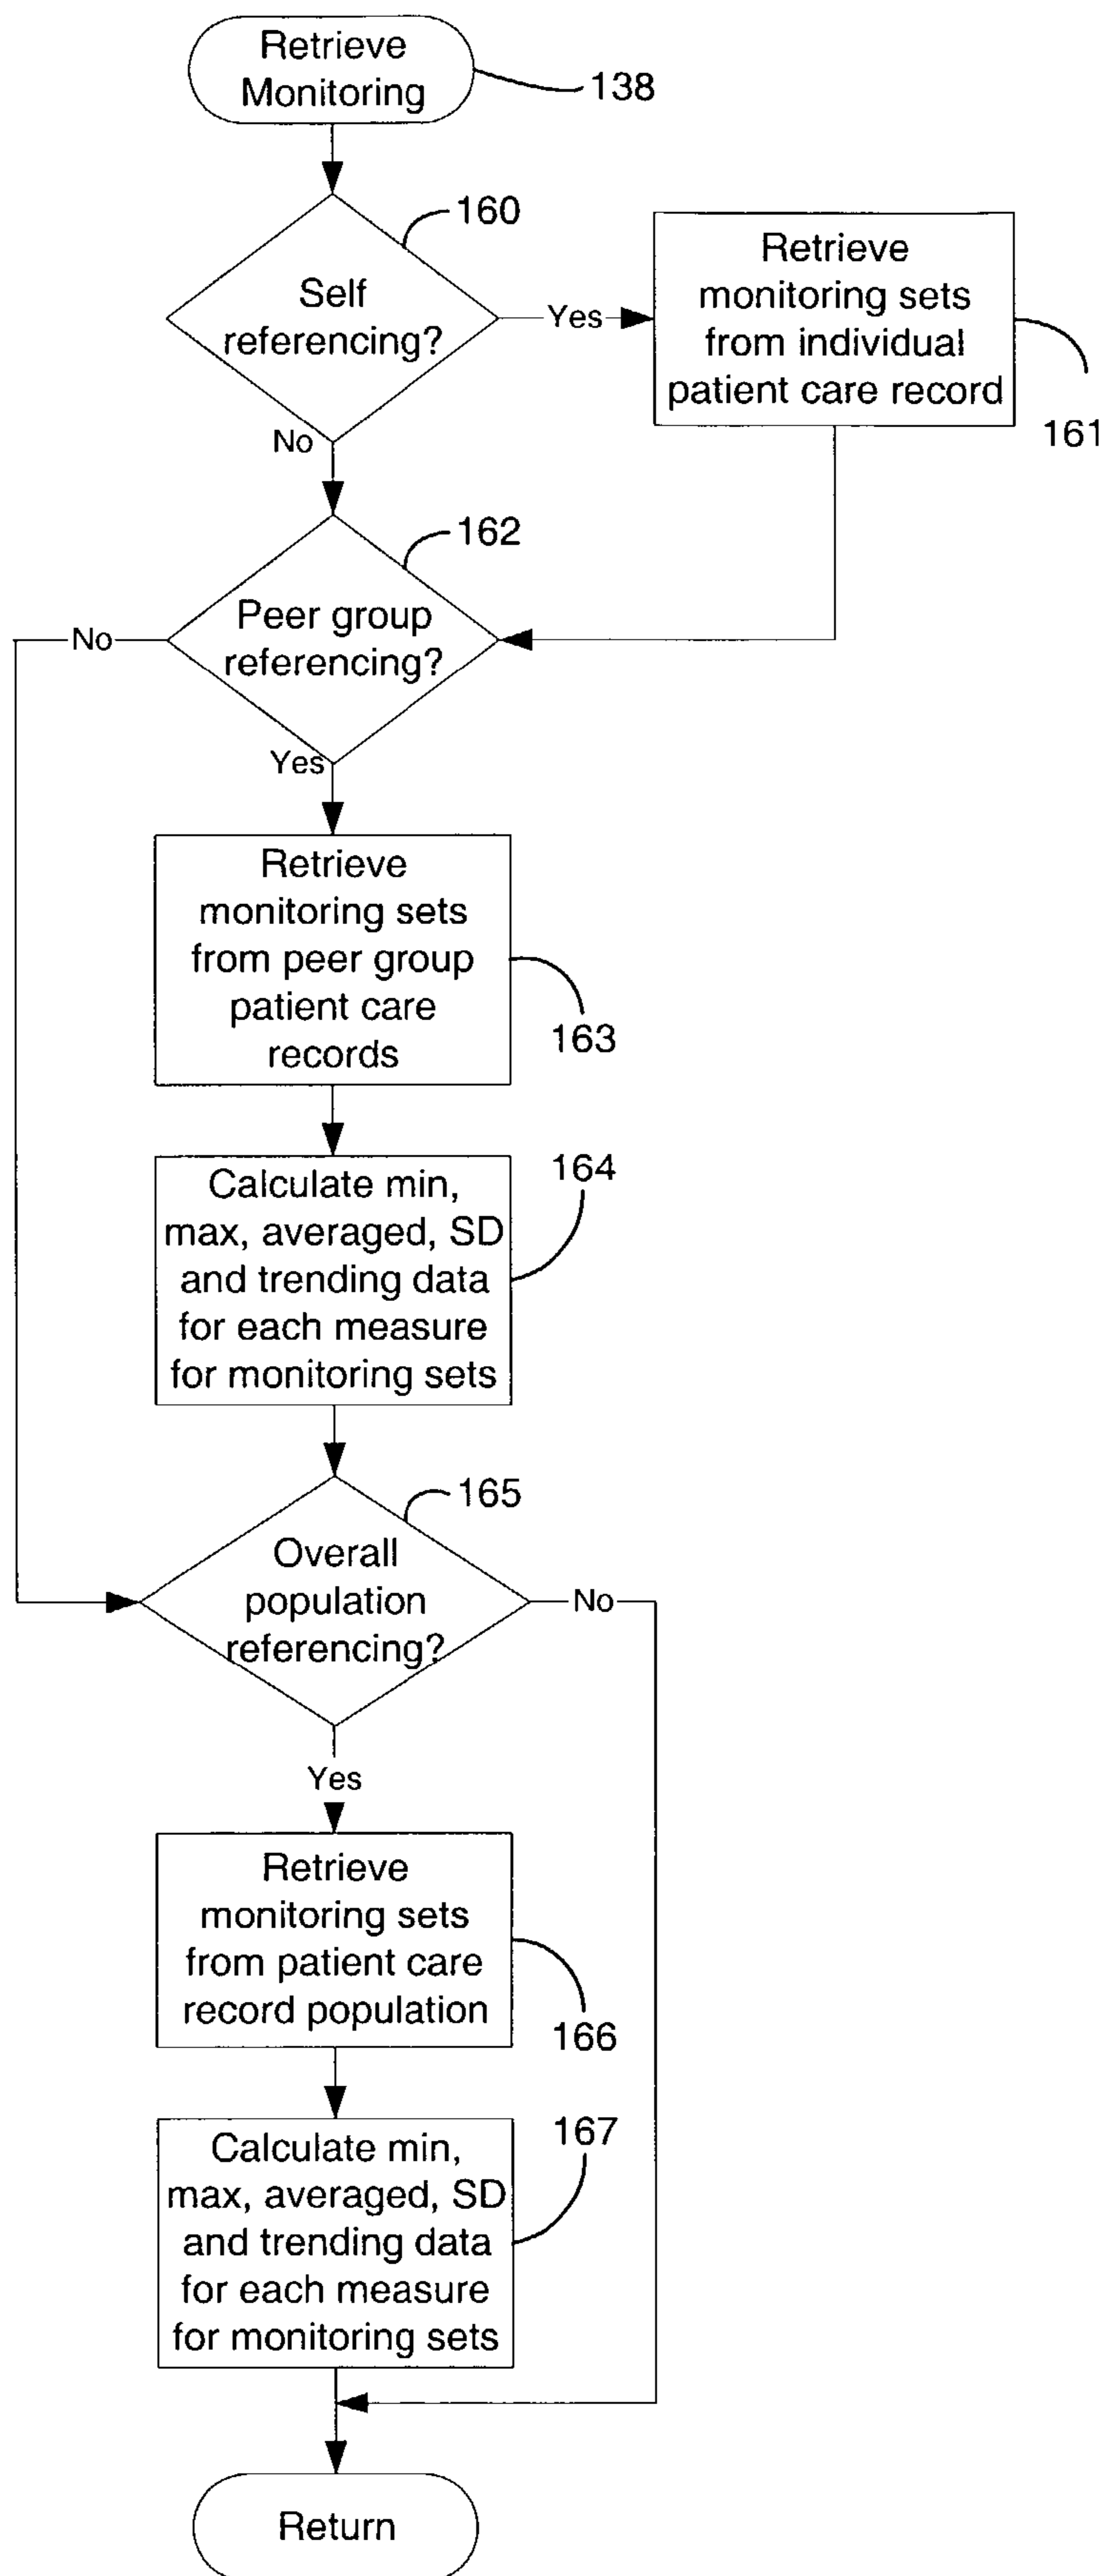 Retrieve
Monitoring
138
160
Self
referencing?
Yes
Retrieve
monitoring sets
from individual
patient care record
161
No
162
Peer group
referencing?
No
Yes
Retrieve
monitoring sets
from peer group
patient care
records
163
Calculate min,
max, averaged, SD
and trending data
for each measure
for monitoring sets
164
165
Overall
population
referencing?
No
Yes
Retrieve
monitoring sets
from patient care
record population
166
Calculate min,
max, averaged, SD
and trending data
for each measure
for monitoring sets
167
Return